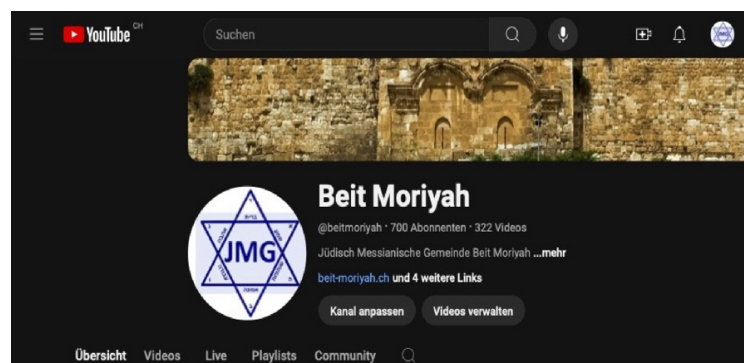 YouTube CH
Suchen
JMG
Beit Moriyah
@beitmoriyah · 700 Abonnenten · 322 Videos
Jüdisch Messianische Gemeinde Beit Moriyah ...mehr
beit-moriyah.ch und 4 weitere Links
Kanal anpassen
Videos verwalten
Übersicht Videos Live Playlists Community